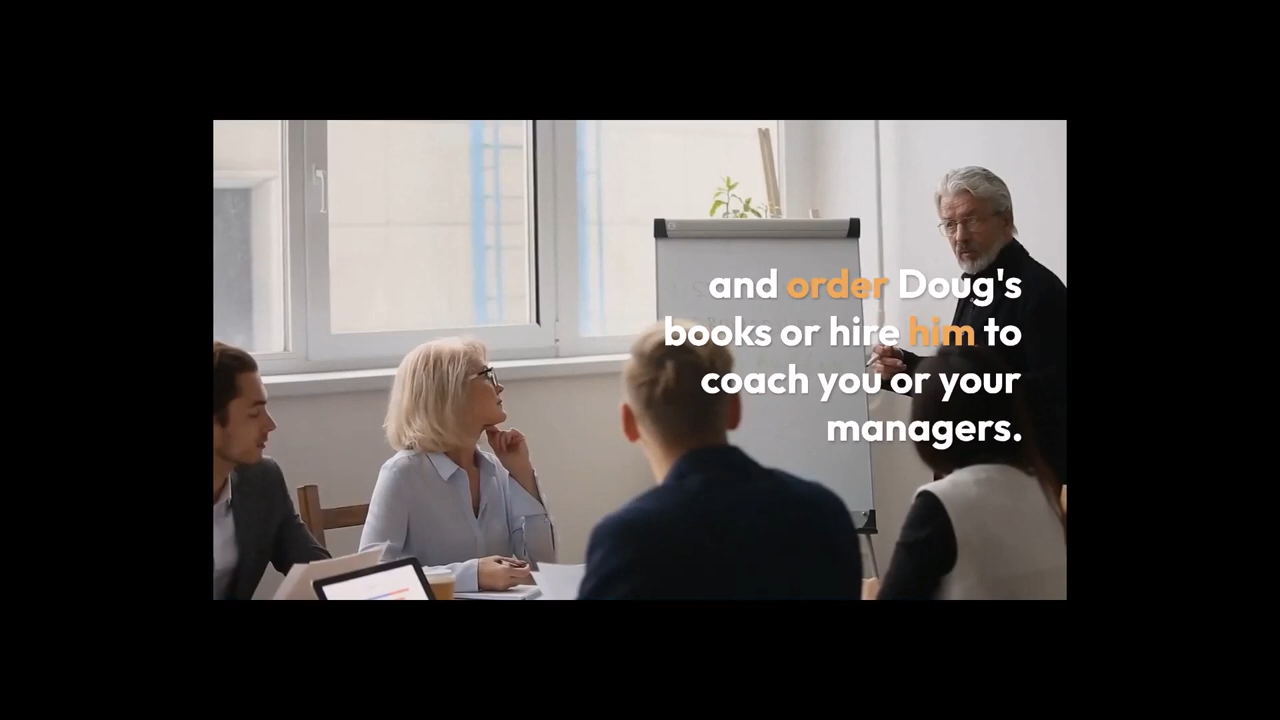 and order Doug's
books or hire him to
coach you or your
managers.